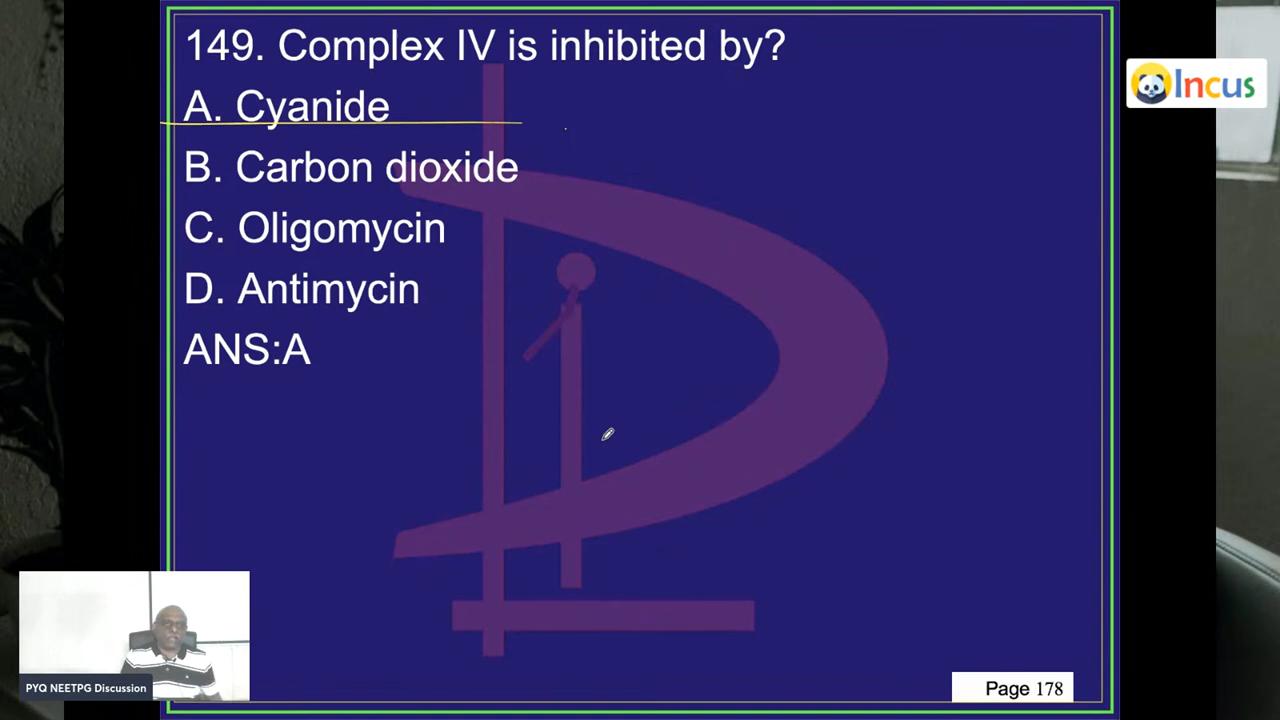 149. Complex IV is inhibited by?
A. Cyanide
B. Carbon dioxide
C. Oligomycin
D. Antimycin
ANS:A
Incus
PYQ NEETPG Discussion
Page 178